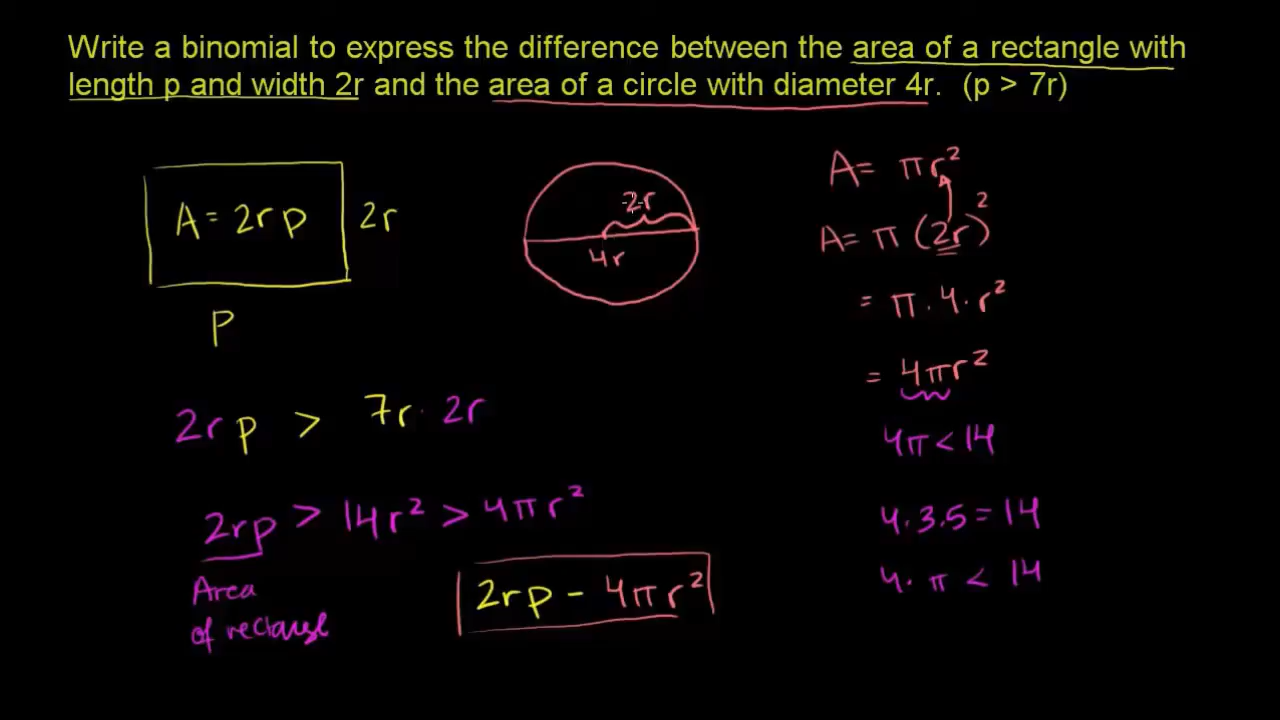 Write a binomial to express the difference between the area of a rectangle with
length p and width 2r and the area of a circle with diameter 4r. (p > 7r)
A = 2rp
2r
P
2r
4r
A = πr²
A = π (2r)²
= π · 4 · r²
= 4πr²
4π < 14
4 · 3.5 = 14
4 · π < 14
2rp > 7r · 2r
2rp > 14r² > 4πr²
Area
of rectangle
2rp - 4πr²